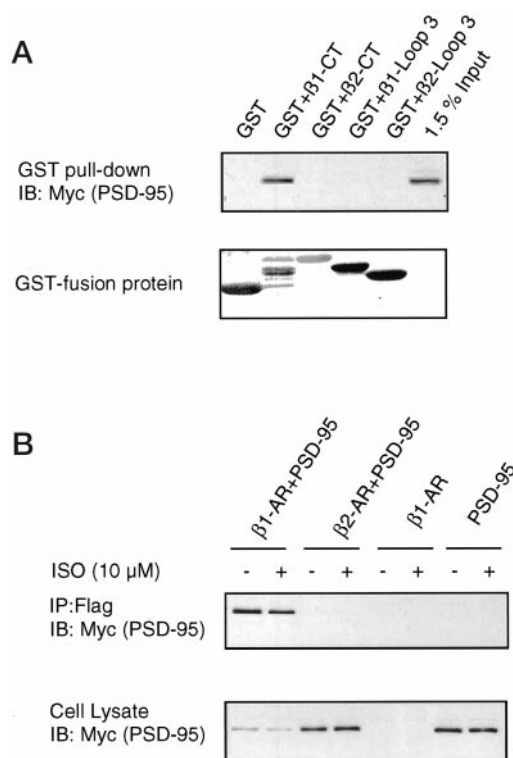 A
GST
GST+β1-CT
GST+β2-CT
GST+β1-Loop 3
GST+β2-Loop 3
1.5 % Input
GST pull-down
IB: Myc (PSD-95)
GST-fusion protein
B
β1-AR+PSD-95
β2-AR+PSD-95
β1-AR
PSD-95
ISO (10 µM) - + - + - + - +
IP:Flag
IB: Myc (PSD-95)
Cell Lysate
IB: Myc (PSD-95)